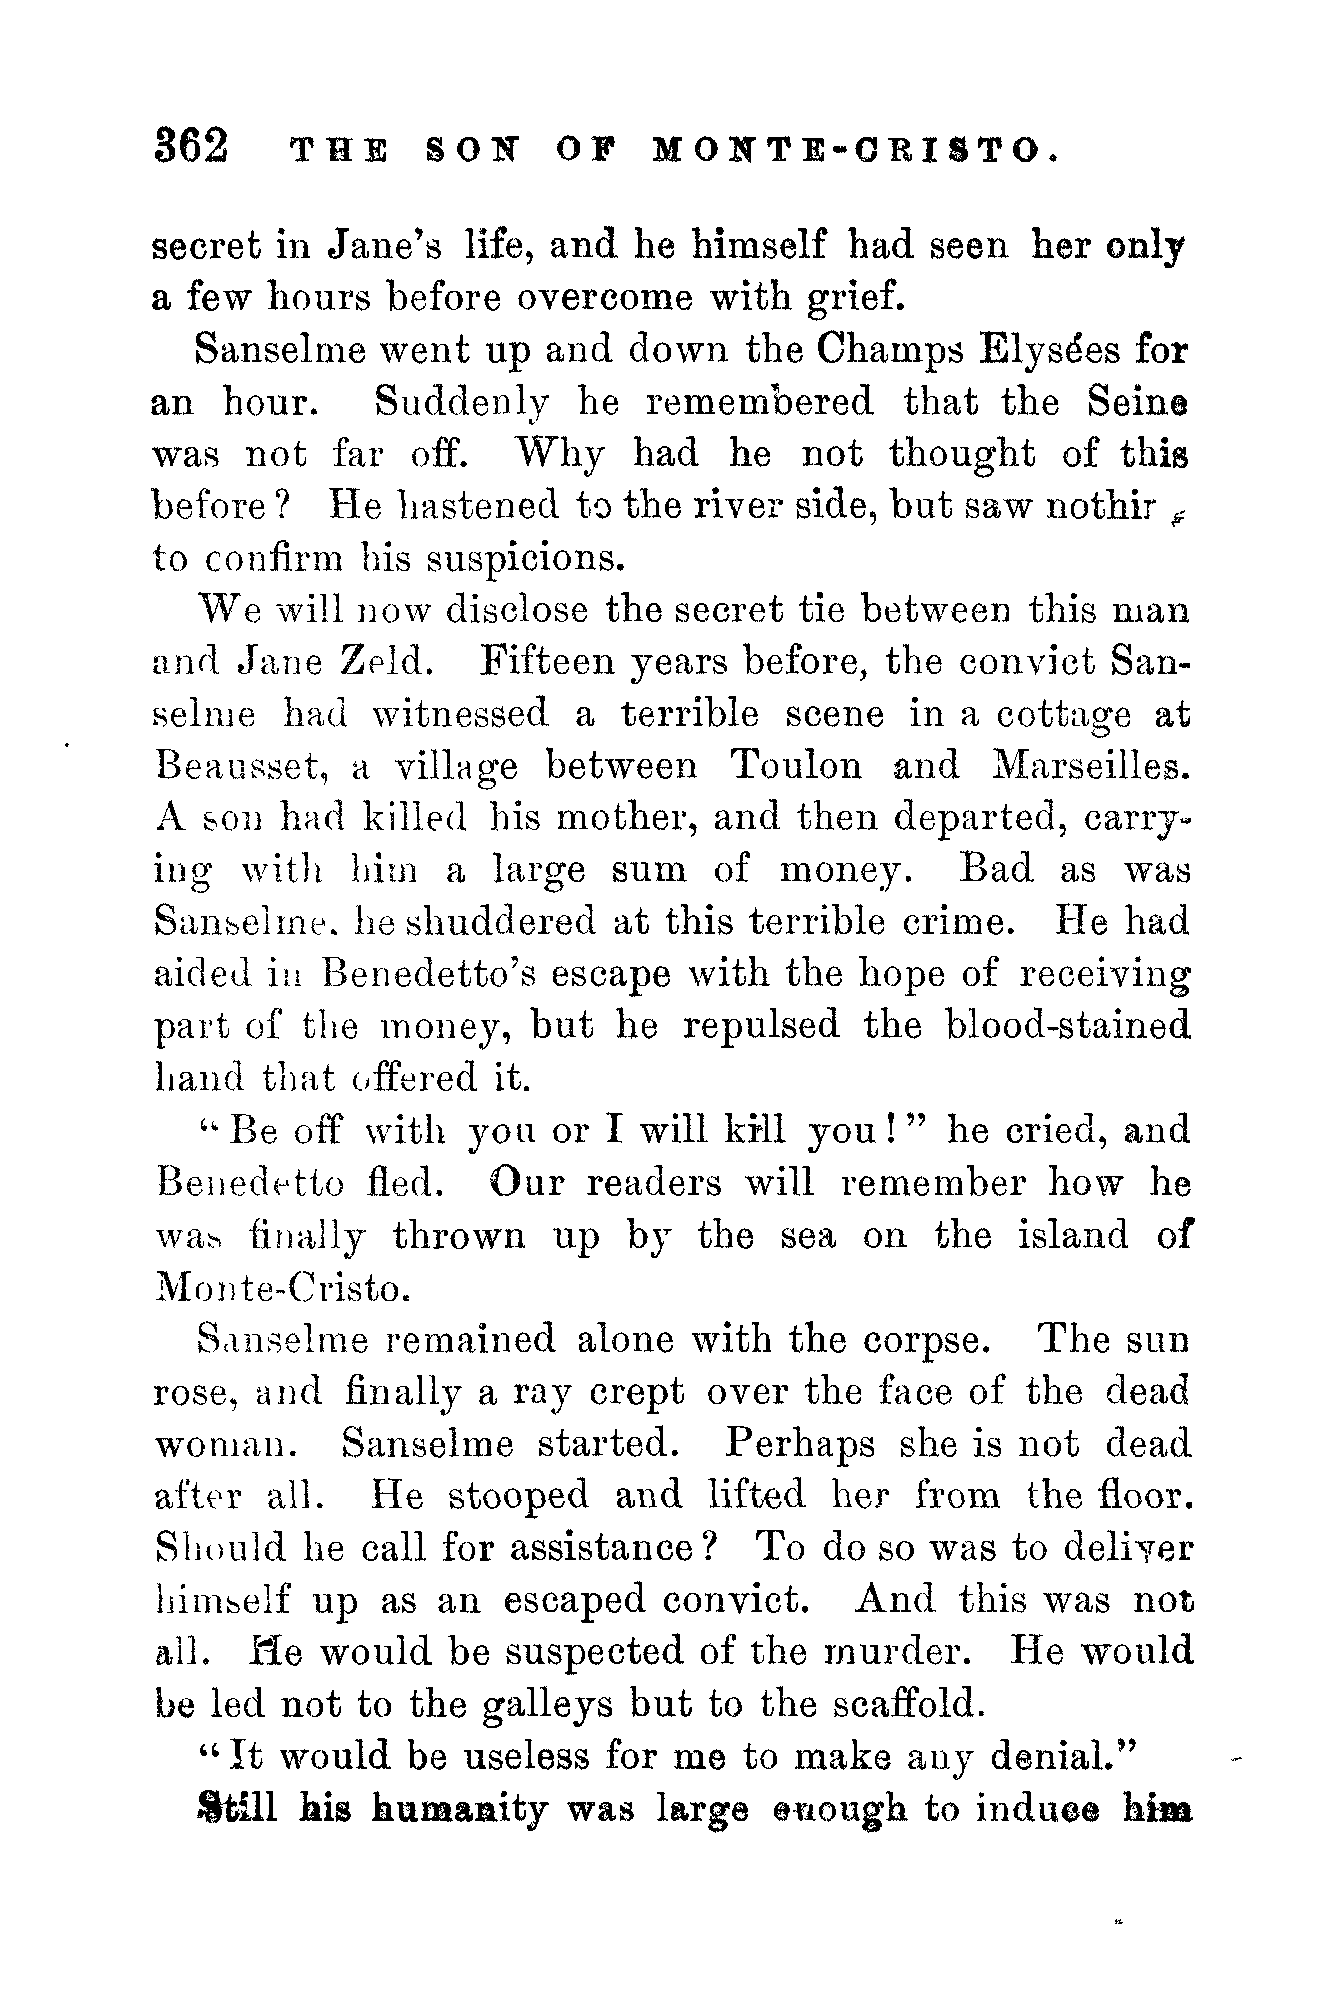 362 THE SON OF MONTE-CRISTO.
secret in Jane's life, and he himself had seen her only
a few hours before overcome with grief.
Sanselme went up and down the Champs Elysées for
an hour. Suddenly he remembered that the Seine
was not far off. Why had he not thought of this
before? He hastened to the river side, but saw nothing
to confirm his suspicions.
We will now disclose the secret tie between this man
and Jane Zeld. Fifteen years before, the convict San-
selme had witnessed a terrible scene in a cottage at
Beausset, a village between Toulon and Marseilles.
A son had killed his mother, and then departed, carry-
ing with him a large sum of money. Bad as was
Sanselme, he shuddered at this terrible crime. He had
aided in Benedetto's escape with the hope of receiving
part of the money, but he repulsed the blood-stained
hand that offered it.
"Be off with you or I will kill you!" he cried, and
Benedetto fled. Our readers will remember how he
was finally thrown up by the sea on the island of
Monte-Cristo.
Sanselme remained alone with the corpse. The sun
rose, and finally a ray crept over the face of the dead
woman. Sanselme started. Perhaps she is not dead
after all. He stooped and lifted her from the floor.
Should he call for assistance? To do so was to deliver
himself up as an escaped convict. And this was not
all. He would be suspected of the murder. He would
be led not to the galleys but to the scaffold.
"It would be useless for me to make any denial."
Still his humanity was large enough to induce him